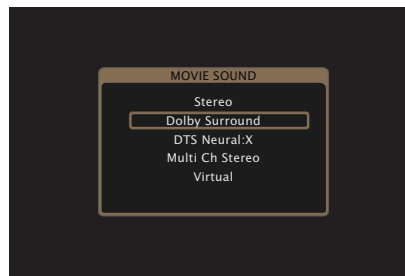 MOVIE SOUND
Stereo
Dolby Surround
DTS Neural:X
Multi Ch Stereo
Virtual